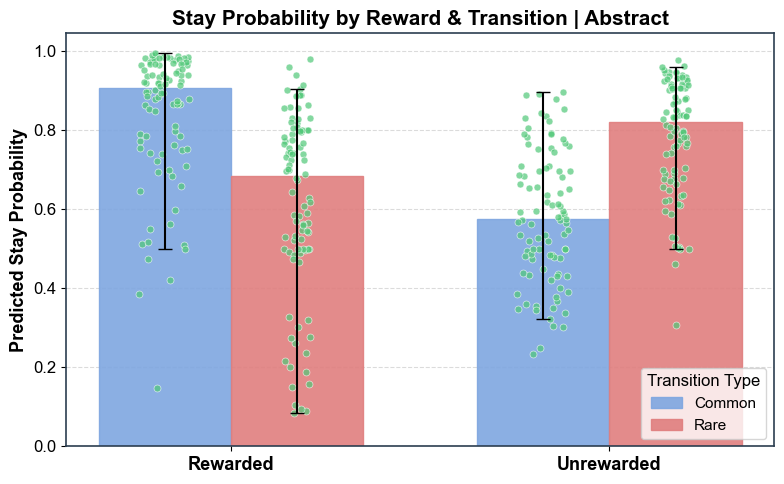 Stay Probability by Reward & Transition | Abstract
Predicted Stay Probability
1.0
0.8
0.6
0.4
0.2
0.0
Transition Type
Common
Rare
Rewarded
Unrewarded